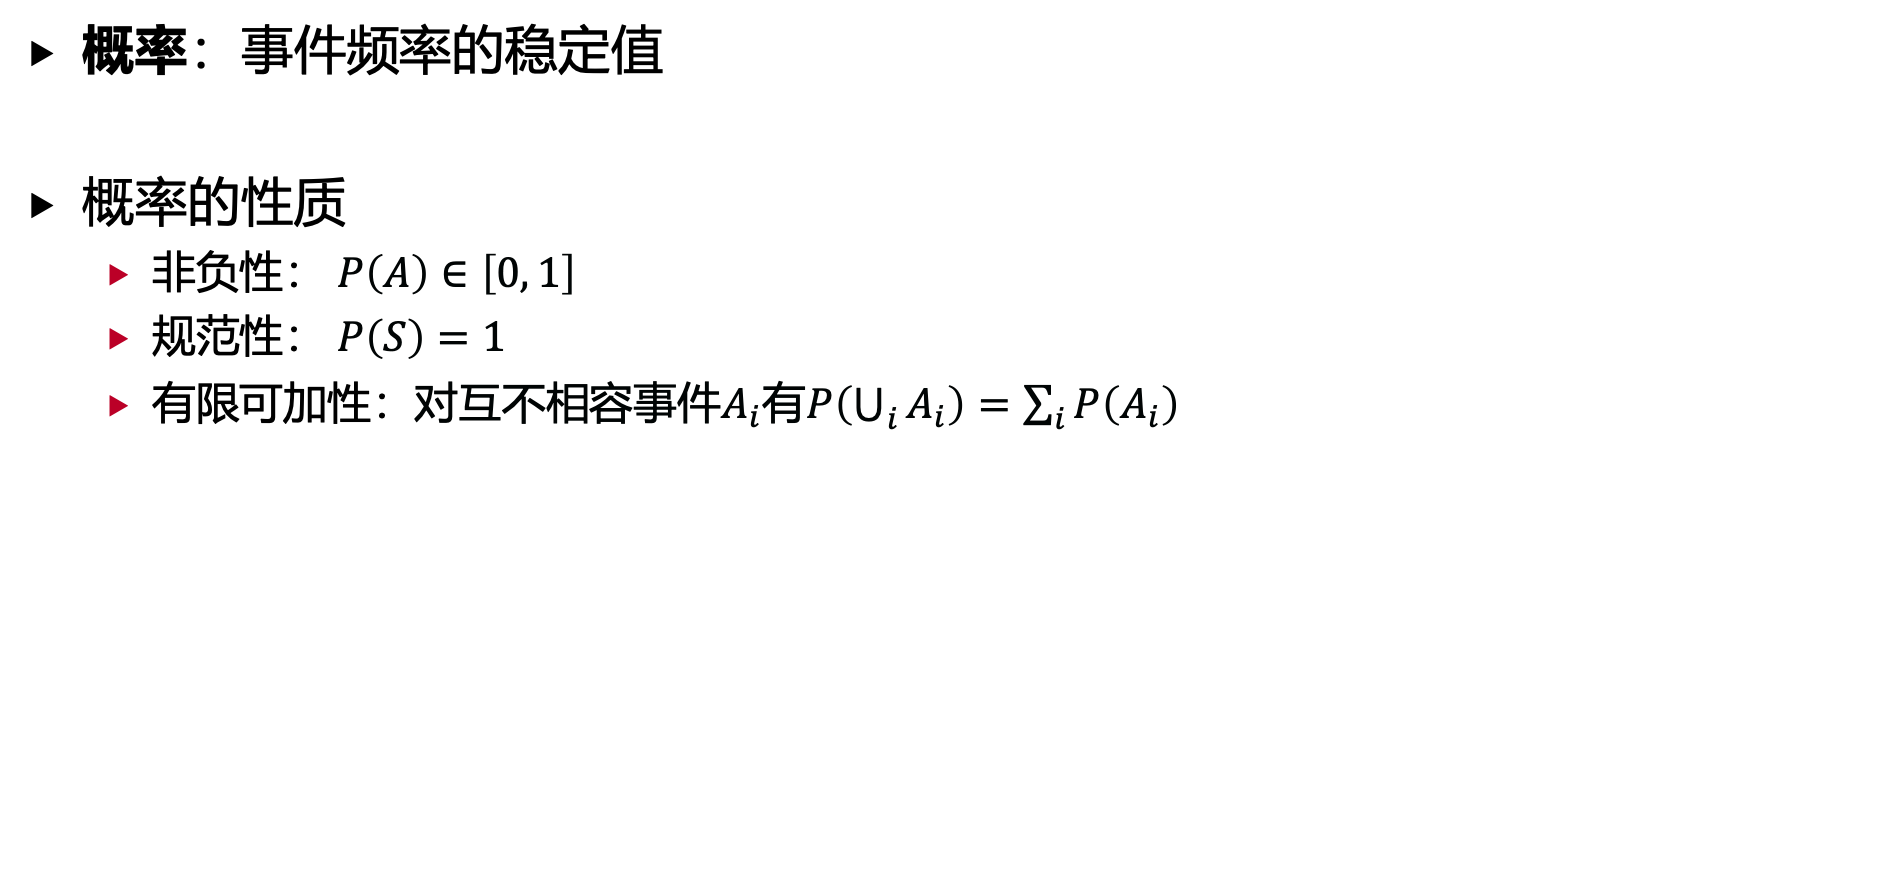 ▶ 概率：事件频率的稳定值
▶ 概率的性质
▶ 非负性： P(A) ∈ [0, 1]
▶ 规范性： P(S) = 1
▶ 有限可加性：对互不相容事件A_i有P(⋃_i A_i) = ∑_i P(A_i)